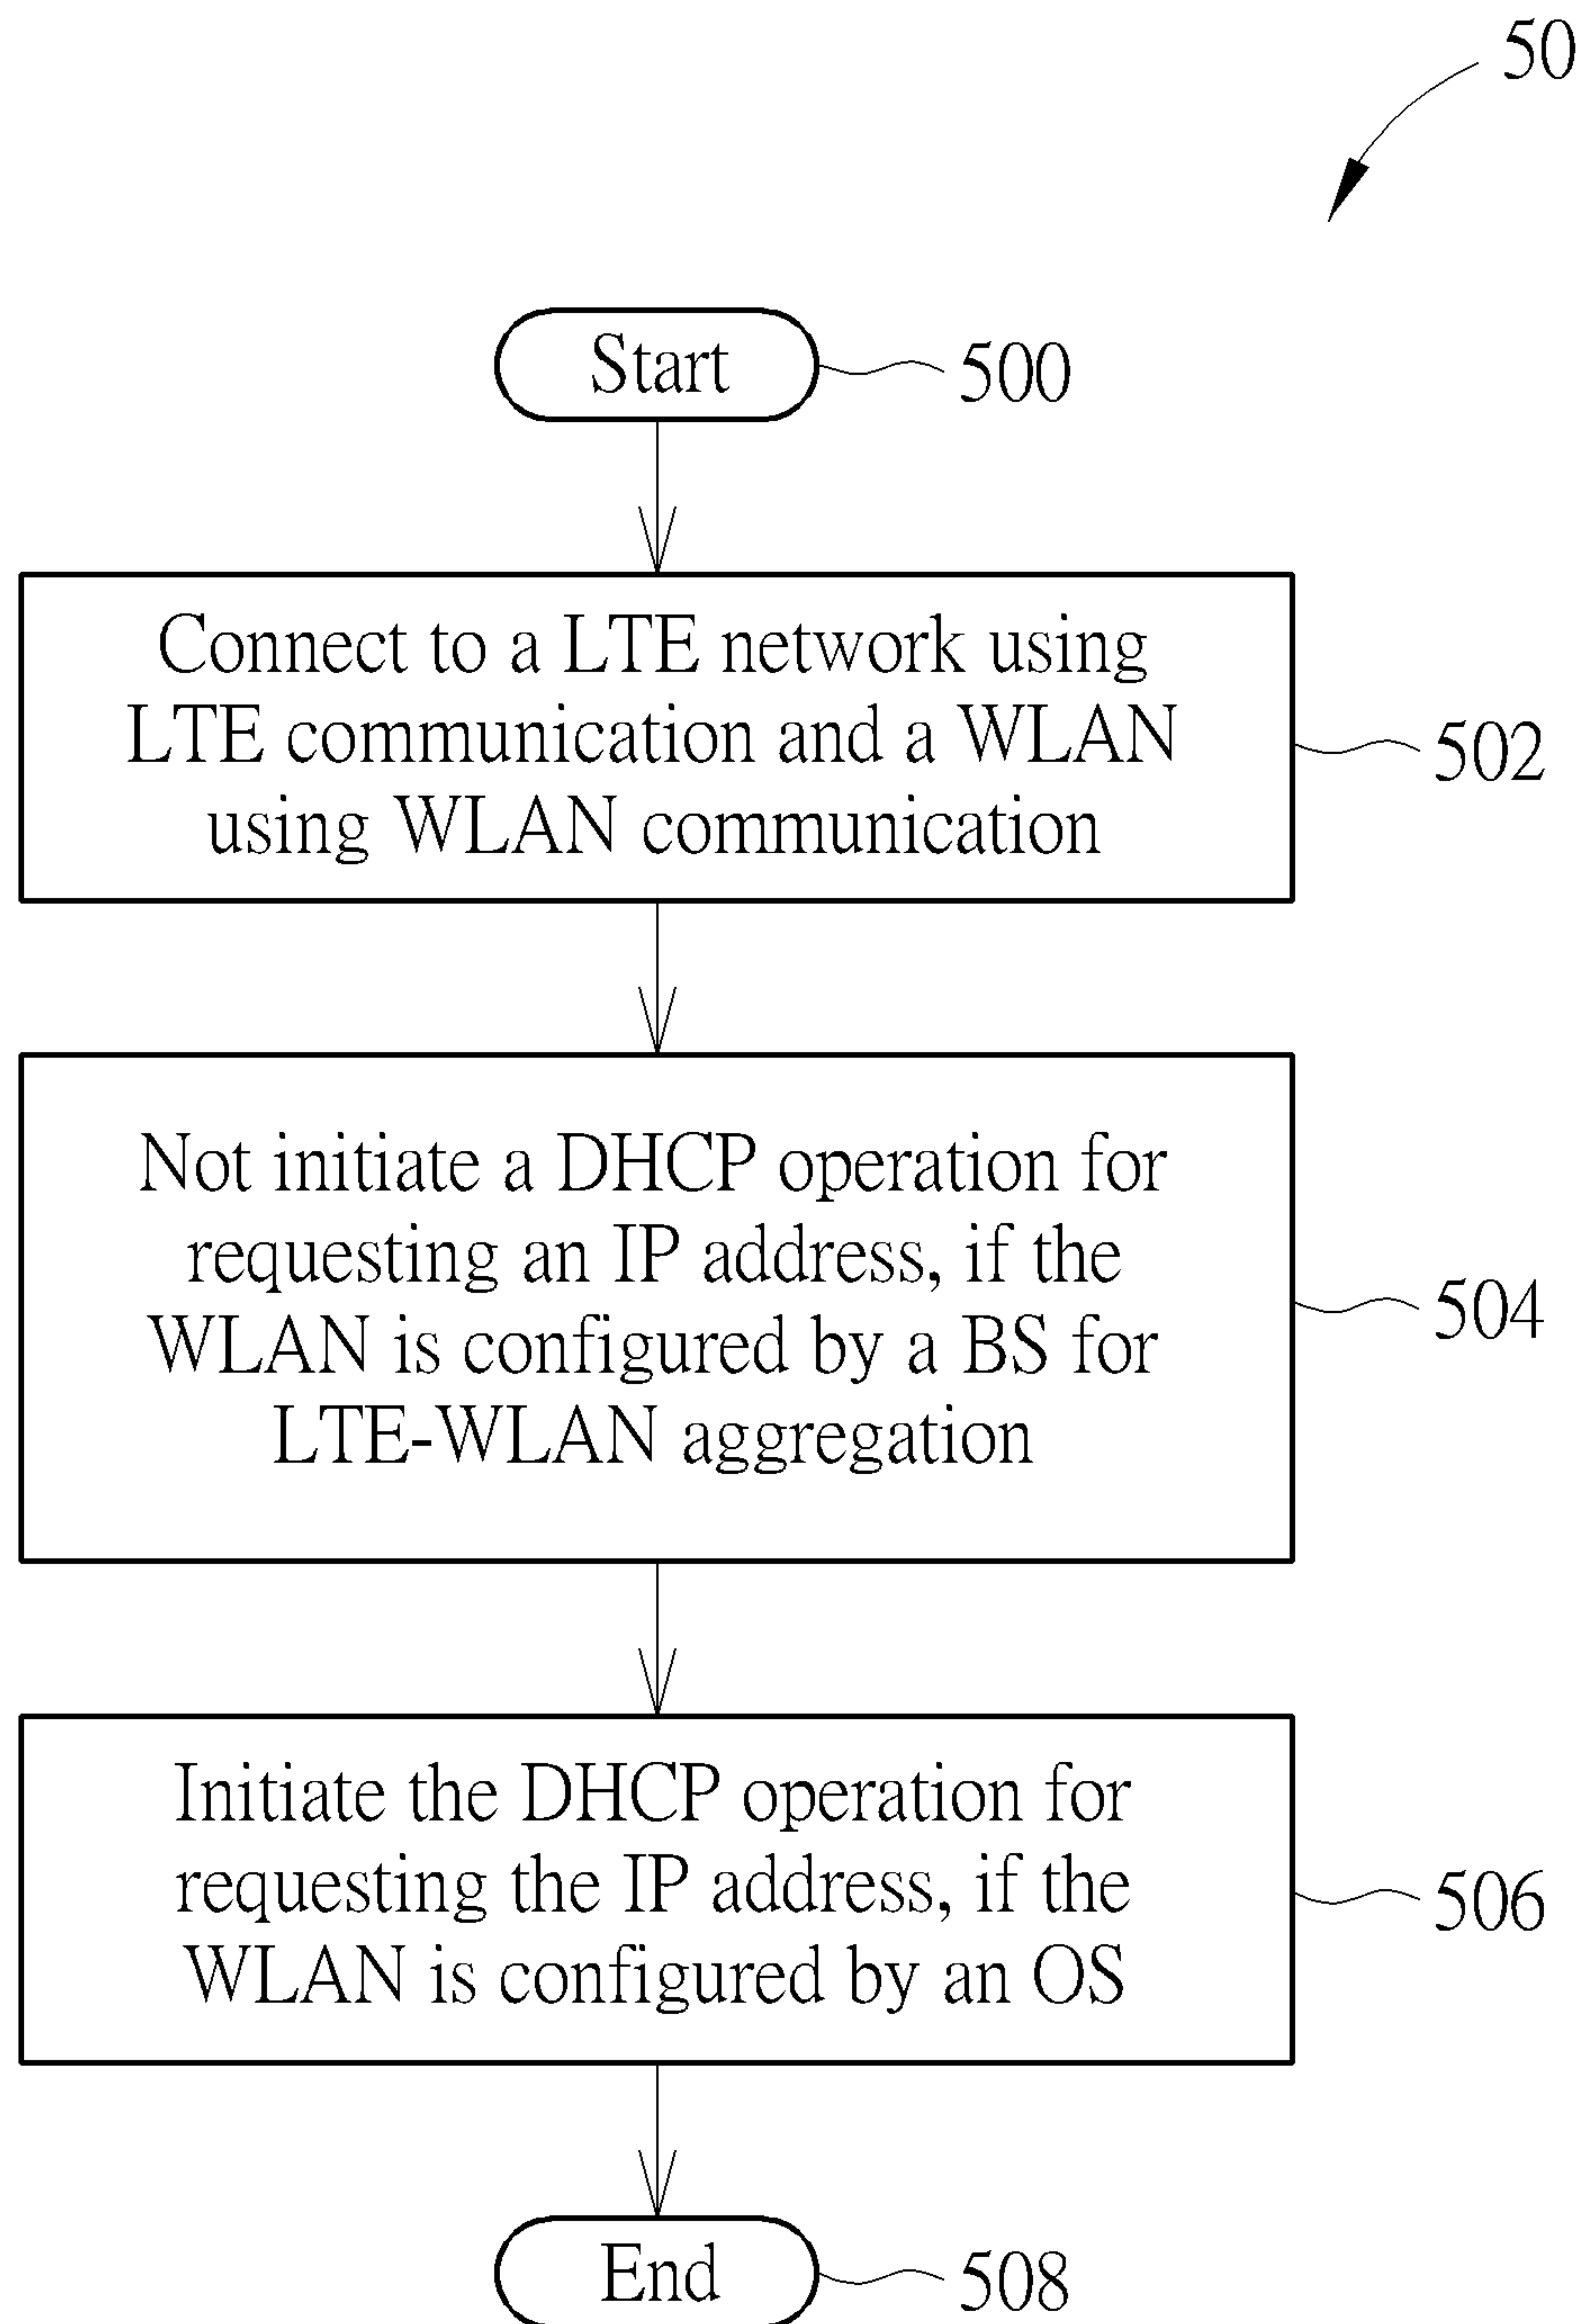 50
Start
500
Connect to a LTE network using
LTE communication and a WLAN
using WLAN communication
502
Not initiate a DHCP operation for
requesting an IP address, if the
WLAN is configured by a BS for
LTE-WLAN aggregation
504
Initiate the DHCP operation for
requesting the IP address, if the
WLAN is configured by an OS
506
End
508